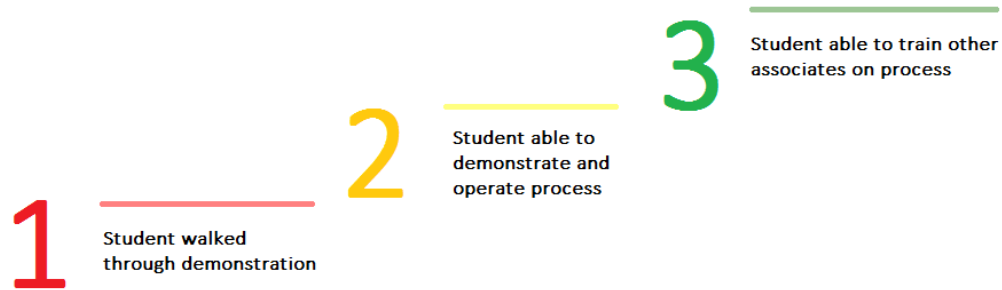 1
Student walked
through demonstration
2
Student able to
demonstrate and
operate process
3
Student able to train other
associates on process